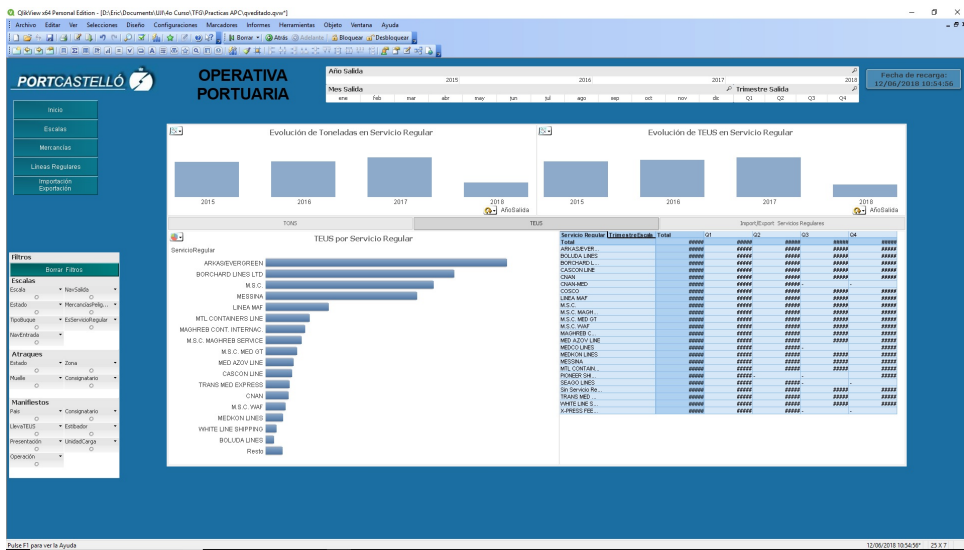 QlikView x64 Personal Edition - [D:\Eric\Documents\UJI\4o Curso\TFG\Practicas APC\qveditado.qvw*]
Archivo Editar Ver Selecciones Diseño Configuraciones Marcadores Informes Herramientas Objeto Ventana Ayuda
Borrar Atrás Adelante Bloquear Desbloquear
PORTCASTELLÓ
OPERATIVA
PORTUARIA
Año Salida
2015 2016 2017 2018
Mes Salida
ene feb mar abr may jun jul ago sep oct nov dic
Trimestre Salida
Q1 Q2 Q3 Q4
Fecha de recarga:
12/06/2018 10:54:56
Inicio
Escalas
Mercancías
Líneas Regulares
Importación
Exportación
Evolución de Toneladas en Servicio Regular
2015 2016 2017 2018
AñoSalida
Evolución de TEUS en Servicio Regular
2015 2016 2017 2018
AñoSalida
TONS TEUS Import/Export Servicios Regulares
Filtros
Borrar Filtros
Escalas
Escala NavSalida
Estado MercancíasPelig...
TipoBuque EsServicioRegular
NavEntrada
Atraques
Estado Zona
Muelle Consignatario
Manifiestos
Pais Consignatario
LlevaTEUS Estibador
Presentación UnidadCarga
Operación
TEUS por Servicio Regular
ServicioRegular
ARKAS/EVERGREEN
BORCHARD LINES LTD
M.S.C.
MESSINA
LINEA MAF
MTL CONTAINERS LINE
MAGHREB CONT. INTERNAC.
M.S.C. MAGHREB SERVICE
M.S.C. MED GT
MED AZOV LINE
CASCON LINE
TRANS MED EXPRESS
CNAN
M.S.C. WAF
MEDKON LINES
WHITE LINE SHIPPING
BOLUDA LINES
Resto
Servicio Regular TrimestreEscala Total Q1 Q2 Q3 Q4
Total ##### ##### ##### ##### #####
ARKAS/EVER... ##### ##### ##### ##### #####
BOLUDA LINES ##### ##### ##### ##### #####
BORCHARD L... ##### ##### ##### ##### #####
CASCON LINE ##### ##### ##### ##### #####
CNAN ##### ##### ##### ##### #####
CNAN-MED ##### ##### ##### - -
COSCO ##### ##### ##### ##### #####
LINEA MAF ##### ##### ##### ##### #####
M.S.C. ##### ##### ##### ##### #####
M.S.C. MAGH... ##### ##### ##### ##### #####
M.S.C. MED GT ##### ##### ##### ##### #####
M.S.C. WAF ##### ##### ##### ##### #####
MAGHREB C... ##### ##### ##### ##### #####
MED AZOV LINE ##### ##### ##### ##### #####
MEDCO LINES ##### ##### ##### - #####
MEDKON LINES ##### ##### ##### ##### #####
MESSINA ##### ##### ##### ##### #####
MTL CONTAIN... ##### ##### ##### ##### #####
PIONEER SHI... ##### - - - #####
SEAGO LINES ##### ##### ##### - -
Sin Servicio Re... ##### ##### ##### ##### #####
TRANS MED ... ##### ##### ##### ##### #####
WHITE LINE S... ##### ##### ##### ##### #####
X-PRESS FEE... ##### ##### ##### - -
Pulse F1 para ver la Ayuda
12/06/2018 10:54:56* 25 X 7